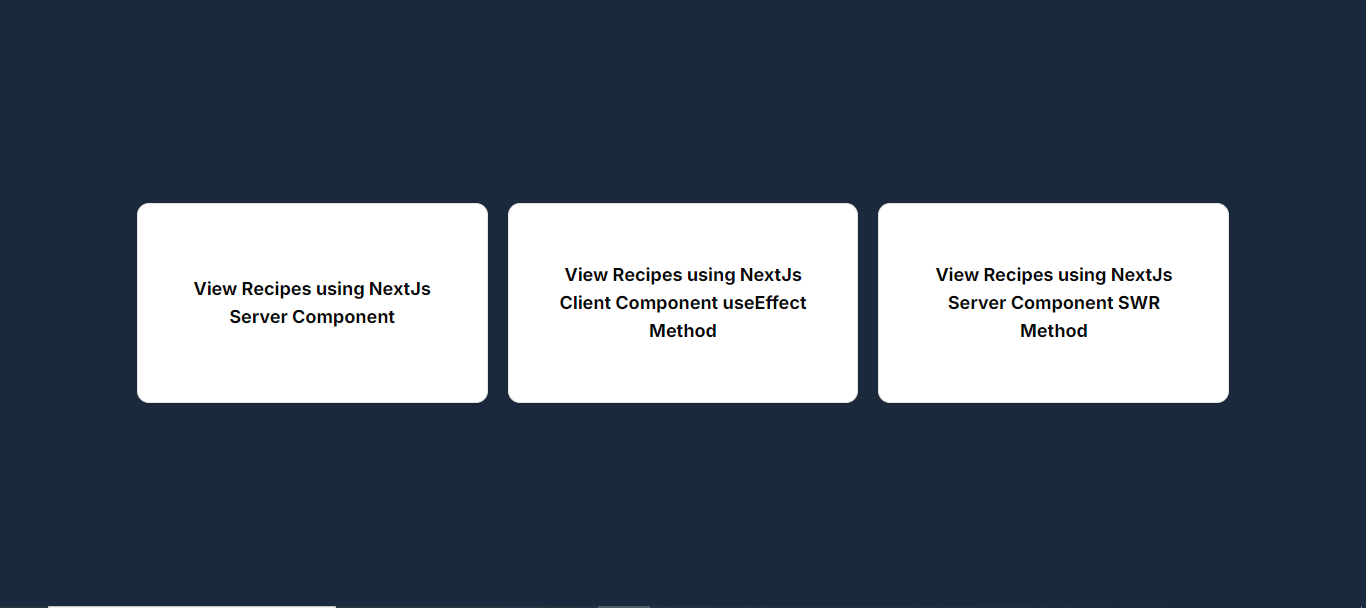 View Recipes using NextJs
Server Component
View Recipes using NextJs
Client Component useEffect
Method
View Recipes using NextJs
Server Component SWR
Method